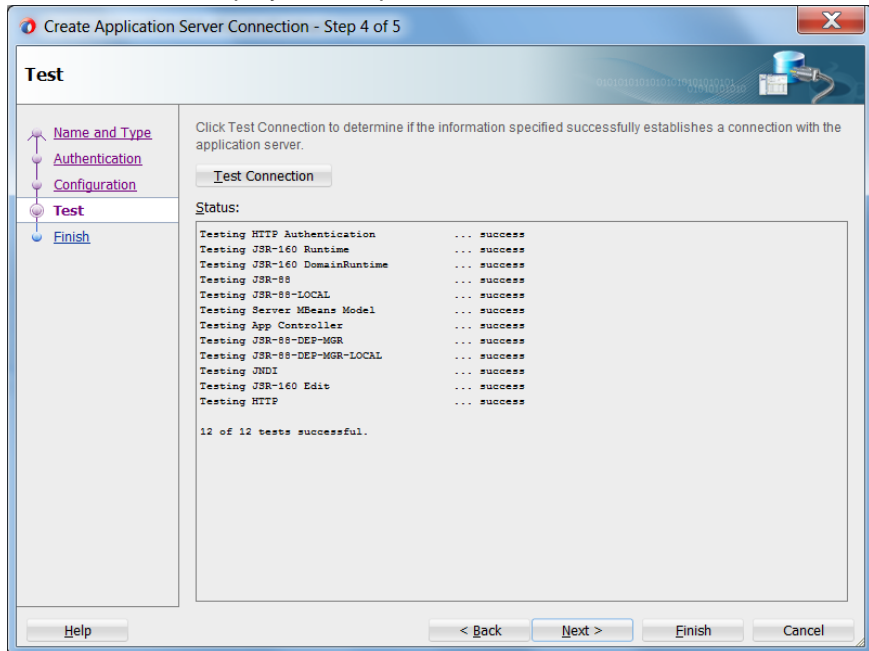 Create Application Server Connection - Step 4 of 5
Test
Name and Type
Authentication
Configuration
Test
Finish
Click Test Connection to determine if the information specified successfully establishes a connection with the
application server.
Test Connection
Status:
Testing HTTP Authentication ... success
Testing JSR-160 Runtime ... success
Testing JSR-160 DomainRuntime ... success
Testing JSR-88 ... success
Testing JSR-88-LOCAL ... success
Testing Server MBeans Model ... success
Testing App Controller ... success
Testing JSR-88-DEP-MGR ... success
Testing JSR-88-DEP-MGR-LOCAL ... success
Testing JNDI ... success
Testing JSR-160 Edit ... success
Testing HTTP ... success
12 of 12 tests successful.
Help
< Back
Next >
Finish
Cancel